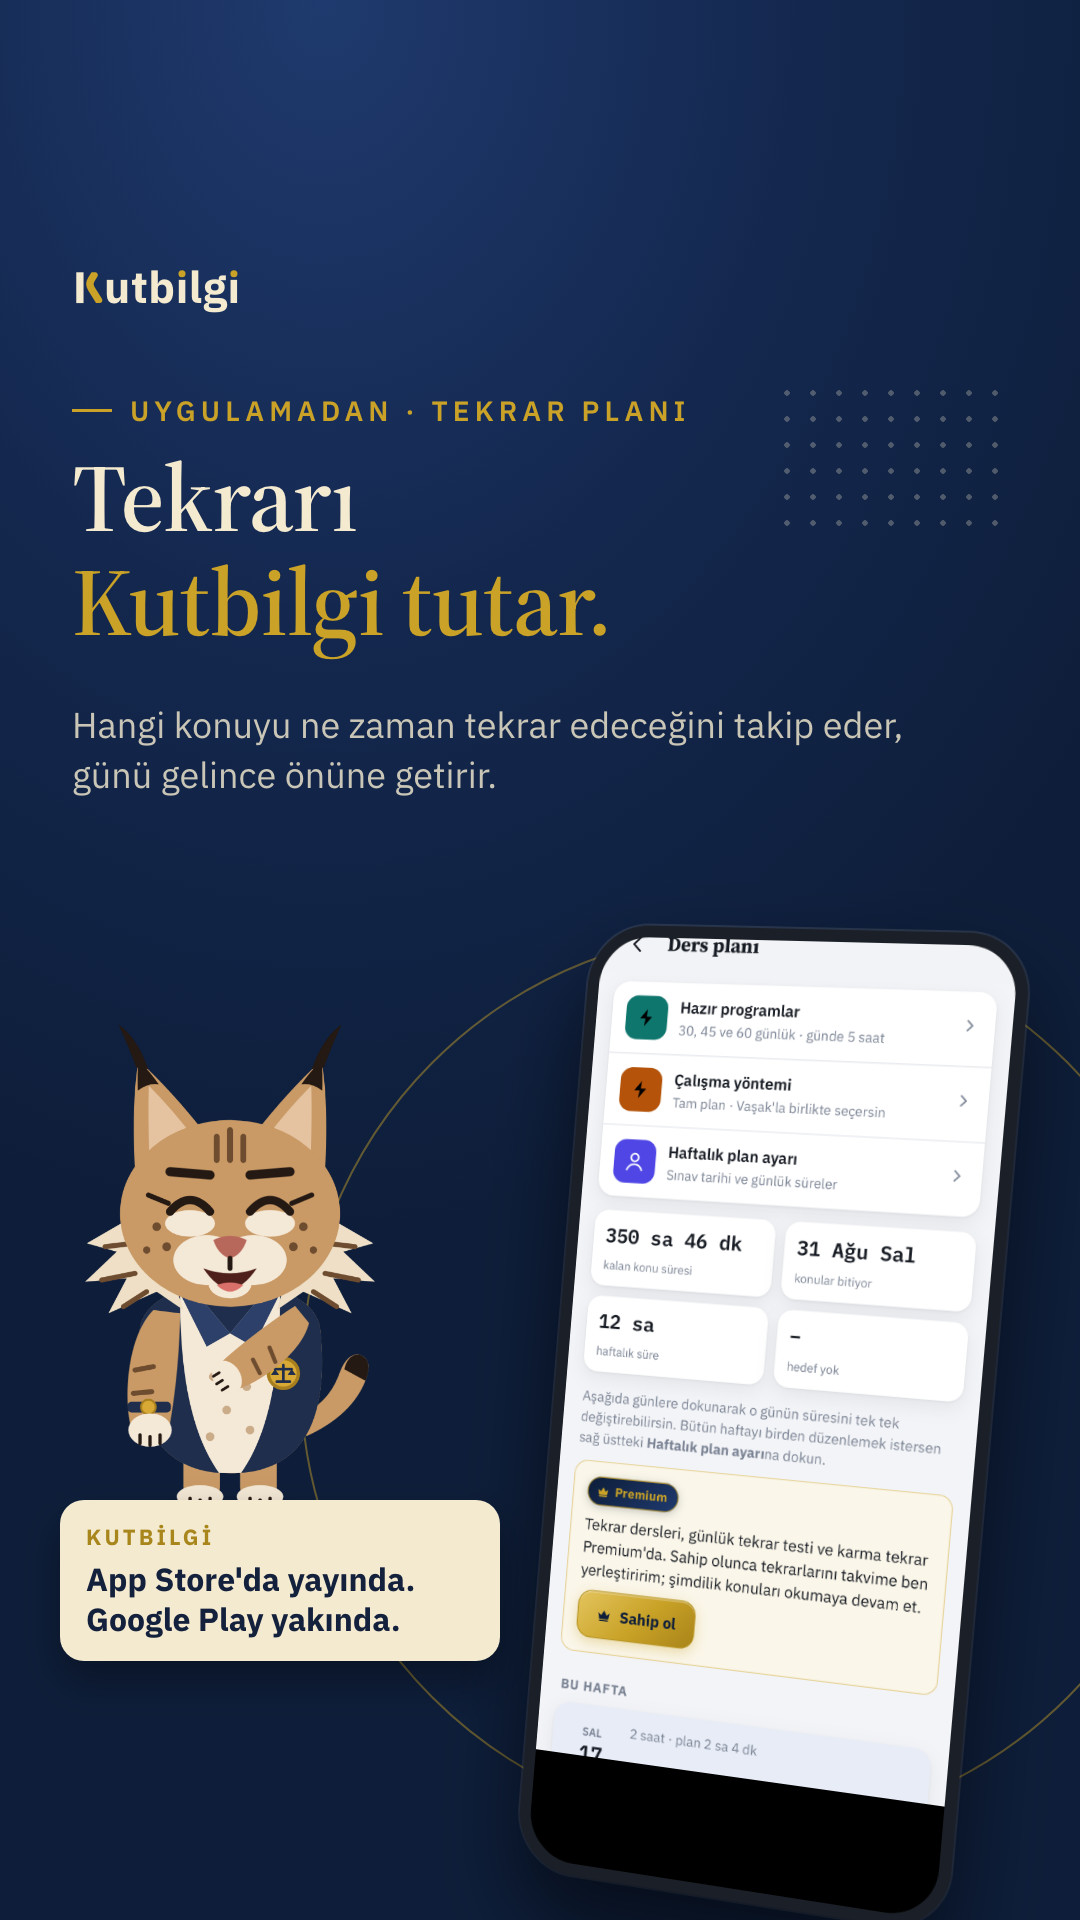 Kutbilgi
UYGULAMADAN · TEKRAR PLANI
Tekrarı
Kutbilgi tutar.
Hangi konuyu ne zaman tekrar edeceğini takip eder,
günü gelince önüne getirir.
Ders planı
Hazır programlar
30, 45 ve 60 günlük · günde 5 saat
Çalışma yöntemi
Tam plan · Vaşak'la birlikte seçersin
Haftalık plan ayarı
Sınav tarihi ve günlük süreler
350 sa 46 dk
kalan konu süresi
31 Ağu Sal
konular bitiyor
12 sa
haftalık süre
–
hedef yok
Aşağıda günlere dokunarak o günün süresini tek tek
değiştirebilirsin. Bütün haftayı birden düzenlemek istersen
sağ üstteki Haftalık plan ayarına dokun.
Premium
Tekrar dersleri, günlük tekrar testi ve karma tekrar
Premium'da. Sahip olunca tekrarlarını takvime ben
yerleştiririm; şimdilik konuları okumaya devam et.
Sahip ol
BU HAFTA
SAL
17
2 saat · plan 2 sa 4 dk
KUTBİLGİ
App Store'da yayında.
Google Play yakında.